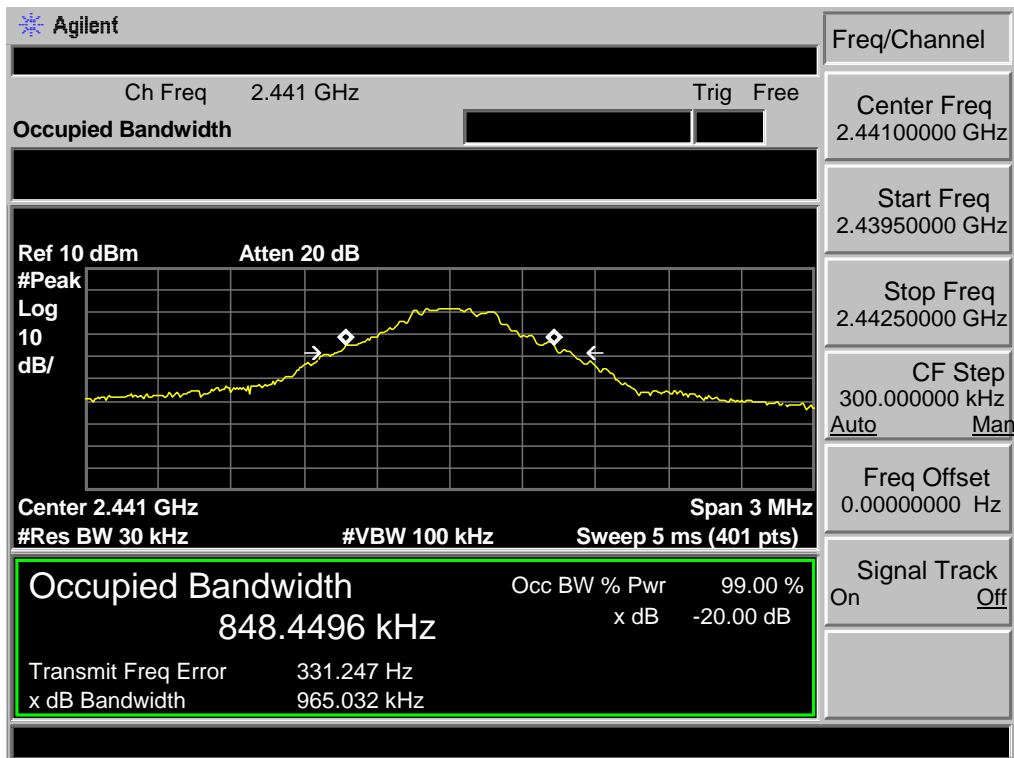 Agilent
Ch Freq 2.441 GHz Trig Free
Occupied Bandwidth
Ref 10 dBm Atten 20 dB
#Peak
Log
10
dB/
Center 2.441 GHz Span 3 MHz
#Res BW 30 kHz #VBW 100 kHz Sweep 5 ms (401 pts)
Occupied Bandwidth
848.4496 kHz
Occ BW % Pwr 99.00 %
x dB -20.00 dB
Transmit Freq Error 331.247 Hz
x dB Bandwidth 965.032 kHz
Freq/Channel
Center Freq
2.44100000 GHz
Start Freq
2.43950000 GHz
Stop Freq
2.44250000 GHz
CF Step
300.000000 kHz
Auto Man
Freq Offset
0.00000000 Hz
Signal Track
On Off